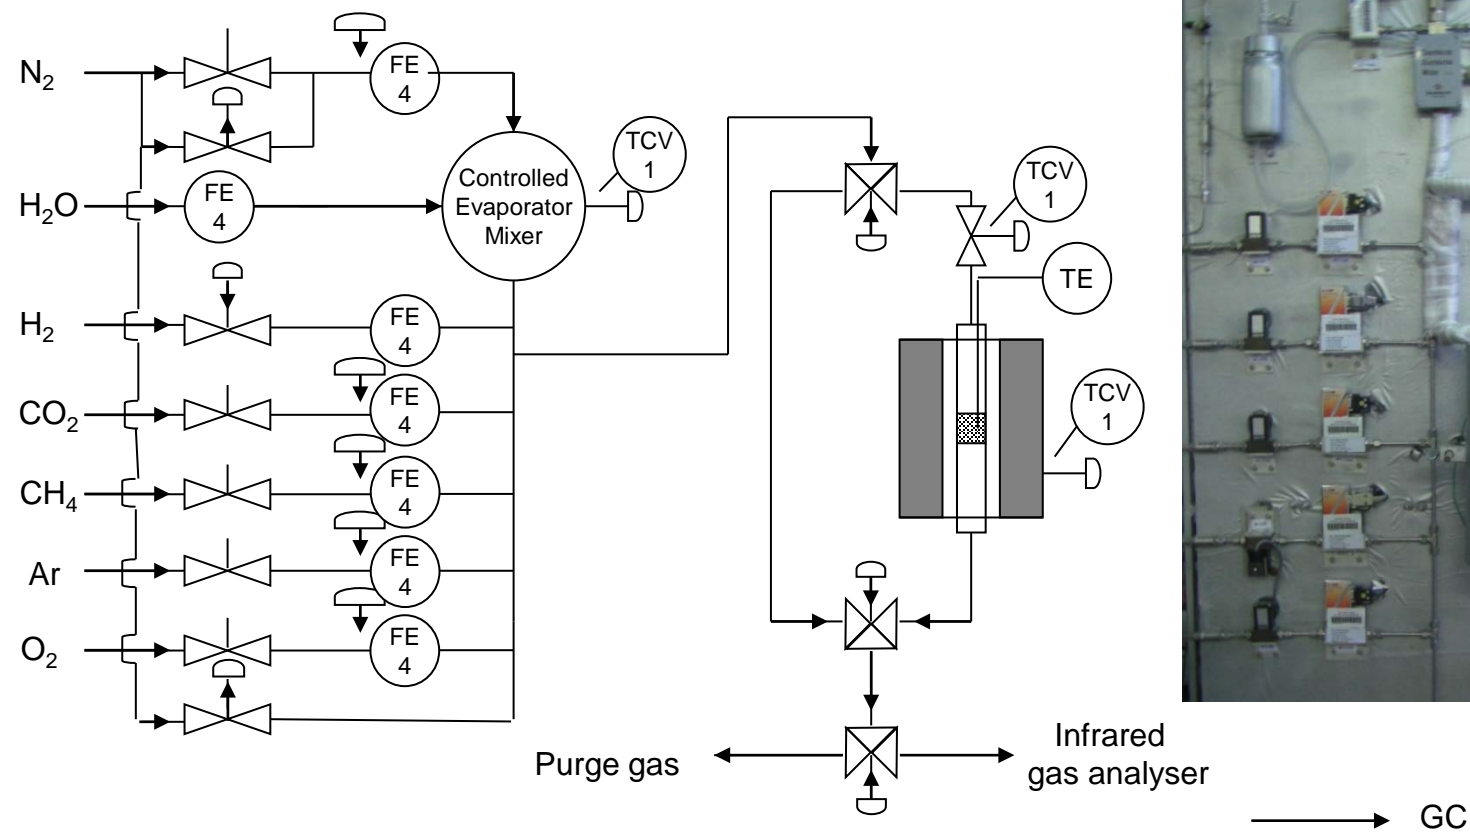 N2
FE
4
TCV
1
Controlled
Evaporator
Mixer
H2O
FE
4
TCV
1
TE
H2
FE
4
CO2
FE
4
TCV
1
CH4
FE
4
Ar
FE
4
O2
FE
4
Purge gas
Infrared
gas analyser
GC